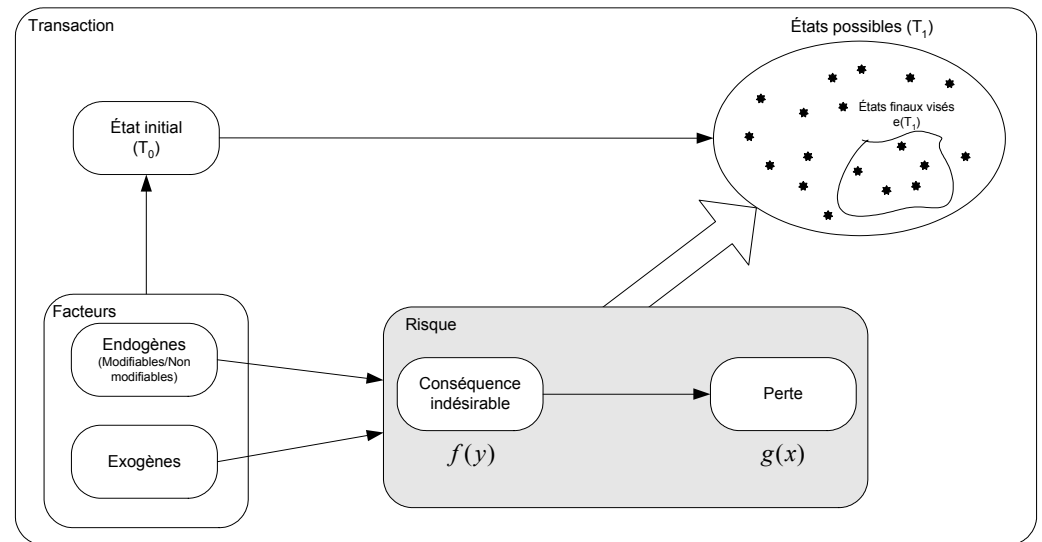 Transaction
États possibles (T₁)
États finaux visés
e(T₁)
État initial
(T₀)
Facteurs
Endogènes
(Modifiables/Non
modifiables)
Exogènes
Risque
Conséquence
indésirable
f(y)
Perte
g(x)